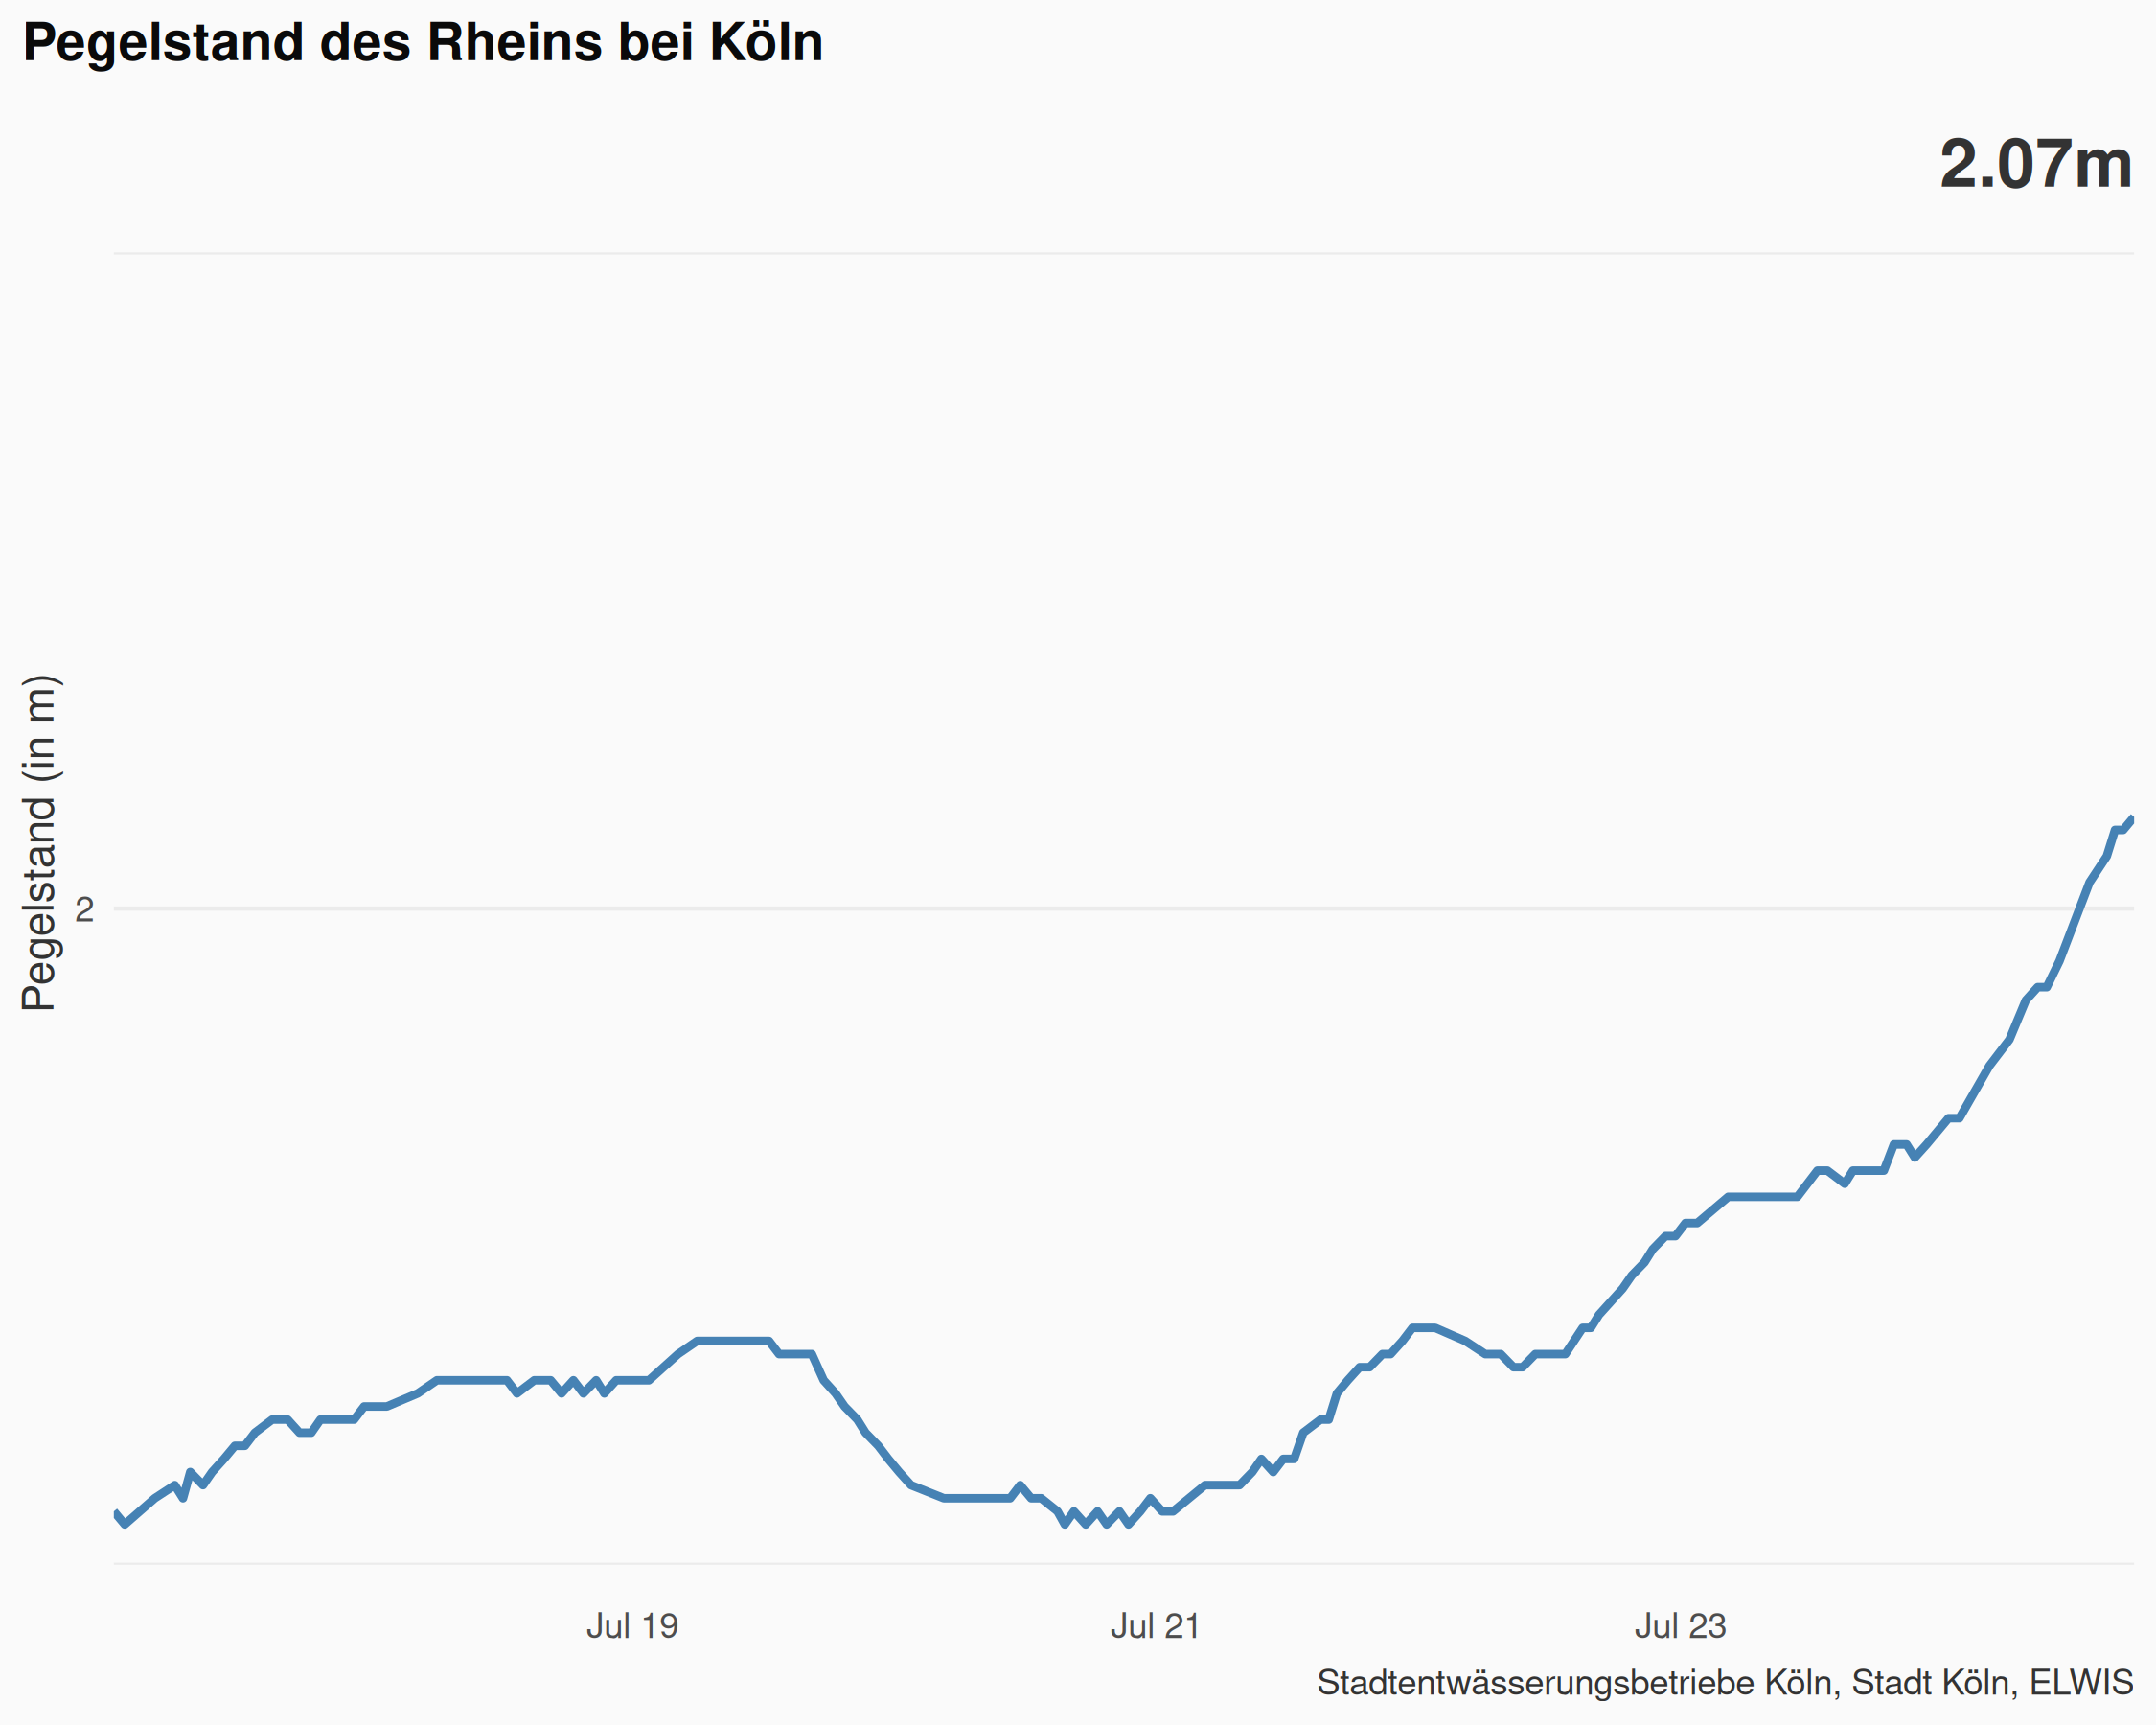 Pegelstand des Rheins bei Köln
2.07m
Pegelstand (in m)
2
Jul 19
Jul 21
Jul 23
Stadtentwässerungsbetriebe Köln, Stadt Köln, ELWIS